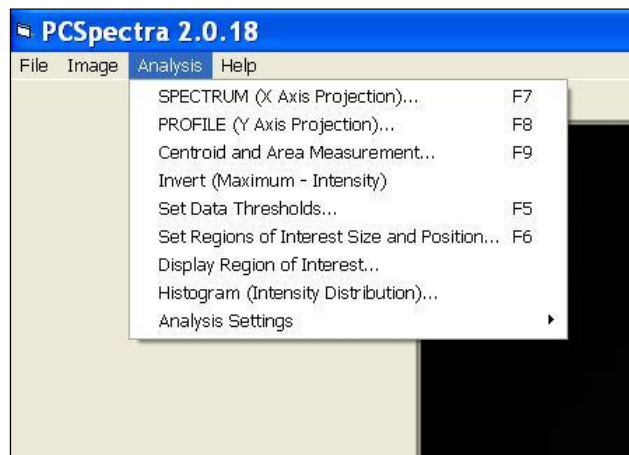 PCSpectra 2.0.18
File Image Analysis Help
SPECTRUM (X Axis Projection)... F7
PROFILE (Y Axis Projection)... F8
Centroid and Area Measurement... F9
Invert (Maximum - Intensity)
Set Data Thresholds... F5
Set Regions of Interest Size and Position... F6
Display Region of Interest...
Histogram (Intensity Distribution)...
Analysis Settings